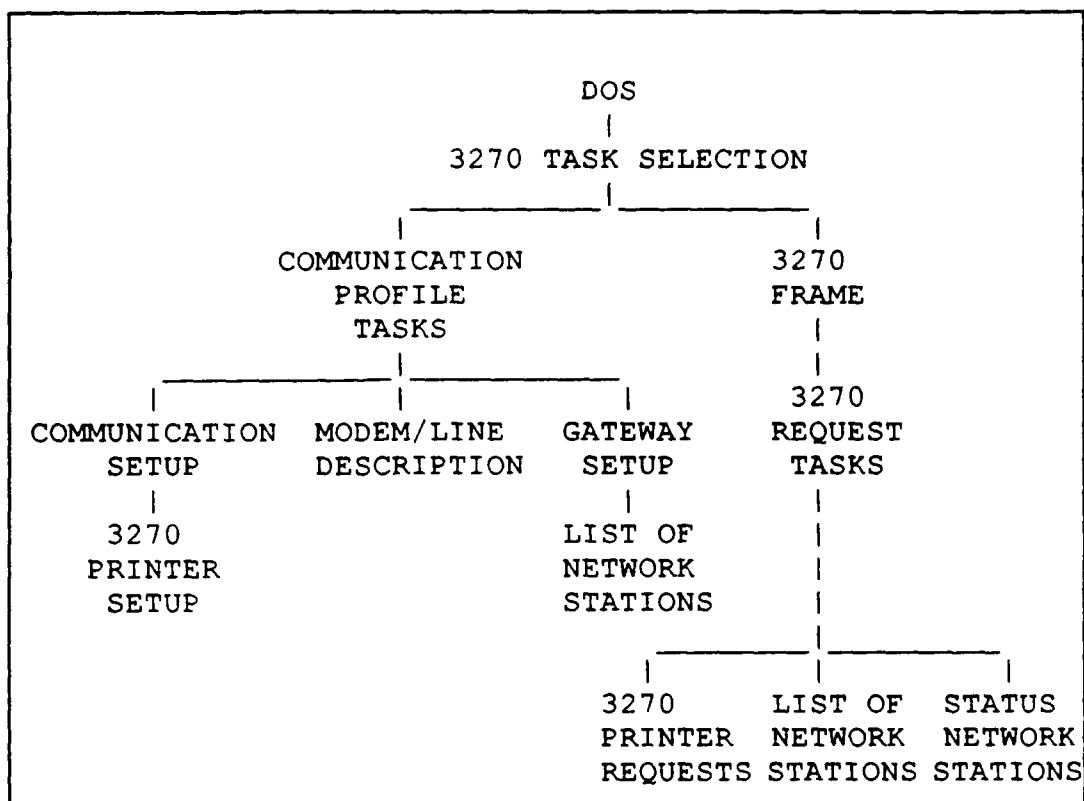 DOS
3270 TASK SELECTION
COMMUNICATION
PROFILE
TASKS
3270
FRAME
COMMUNICATION
SETUP
MODEM/LINE
DESCRIPTION
GATEWAY
SETUP
3270
REQUEST
TASKS
3270
PRINTER
SETUP
LIST OF
NETWORK
STATIONS
3270
PRINTER
REQUESTS
LIST OF
NETWORK
STATIONS
STATUS
NETWORK
STATIONS